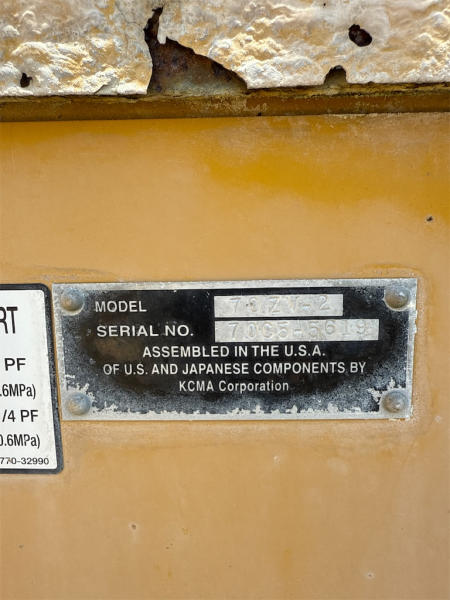 MODEL 70ZV-2
SERIAL NO. 70C5-5619
ASSEMBLED IN THE U.S.A.
OF U.S. AND JAPANESE COMPONENTS BY
KCMA Corporation
RT
PF
.6MPa)
1/4 PF
0.6MPa)
770-32990